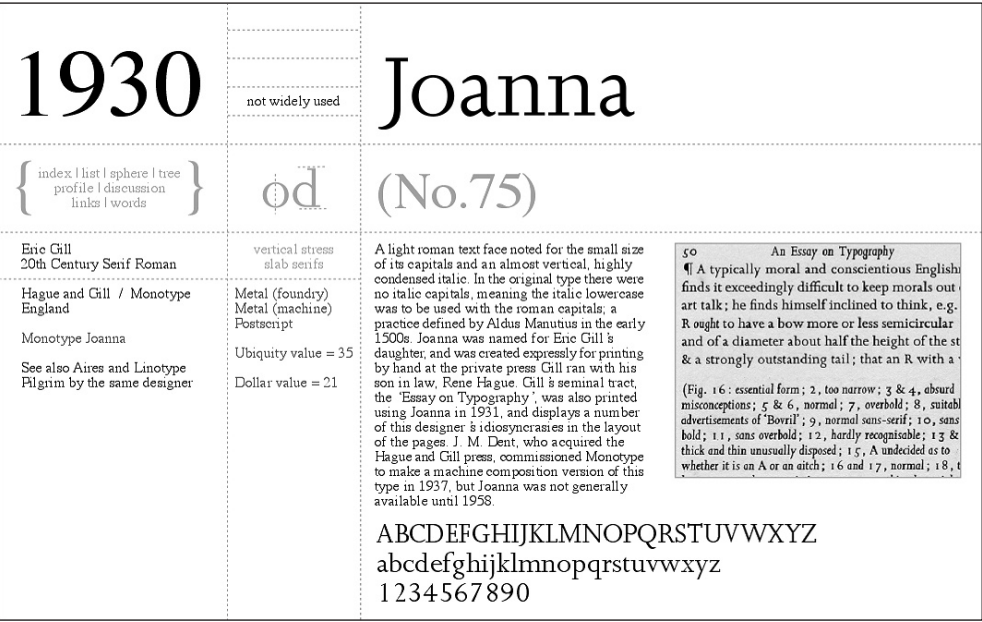 1930
not widely used
Joanna
index | list | sphere | tree
profile | discussion
links | words
φd
(No.75)
Eric Gill
20th Century Serif Roman
vertical stress
slab serifs
Hague and Gill / Monotype
England
Monotype Joanna
See also Aires and Linotype
Pilgrim by the same designer
Metal (foundry)
Metal (machine)
Postscript
Ubiquity value = 35
Dollar value = 21
A light roman text face noted for the small size
of its capitals and an almost vertical, highly
condensed italic. In the original type there were
no italic capitals, meaning the italic lowercase
was to be used with the roman capitals; a
practice defined by Aldus Manutius in the early
1500s. Joanna was named for Eric Gill's
daughter, and was created expressly for printing
by hand at the private press Gill ran with his
son in law, Rene Hague. Gill's seminal tract,
the 'Essay on Typography', was also printed
using Joanna in 1931, and displays a number
of this designer's idiosyncrasies in the layout
of the pages. J. M. Dent, who acquired the
Hague and Gill press, commissioned Monotype
to make a machine composition version of this
type in 1937, but Joanna was not generally
available until 1958.
50 An Essay on Typography
¶ A typically moral and conscientious English
finds it exceedingly difficult to keep morals out
art talk; he finds himself inclined to think, e.g.
R ought to have a bow more or less semicircular
and of a diameter about half the height of the st
& a strongly outstanding tail; that an R with a
(Fig. 16: essential form; 2, too narrow; 3 & 4, absurd
misconceptions; 5 & 6, normal; 7, overbold; 8, suitabl
advertisements of 'Bovril'; 9, normal sans-serif; 10, sans
bold; 11, sans overbold; 12, hardly recognisable; 13 &
thick and thin unusually disposed; 15, A undecided as to
whether it is an A or an aitch; 16 and 17, normal; 18, t
ABCDEFGHIJKLMNOPQRSTUVWXYZ
abcdefghijklmnopqrstuvwxyz
1234567890